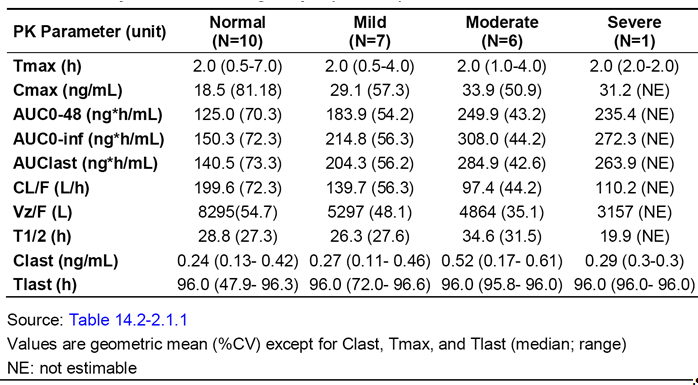 PK Parameter (unit) Normal (N=10) Mild (N=7) Moderate (N=6) Severe (N=1)
Tmax (h) 2.0 (0.5-7.0) 2.0 (0.5-4.0) 2.0 (1.0-4.0) 2.0 (2.0-2.0)
Cmax (ng/mL) 18.5 (81.18) 29.1 (57.3) 33.9 (50.9) 31.2 (NE)
AUC0-48 (ng*h/mL) 125.0 (70.3) 183.9 (54.2) 249.9 (43.2) 235.4 (NE)
AUC0-inf (ng*h/mL) 150.3 (72.3) 214.8 (56.3) 308.0 (44.2) 272.3 (NE)
AUClast (ng*h/mL) 140.5 (73.3) 204.3 (56.2) 284.9 (42.6) 263.9 (NE)
CL/F (L/h) 199.6 (72.3) 139.7 (56.3) 97.4 (44.2) 110.2 (NE)
Vz/F (L) 8295(54.7) 5297 (48.1) 4864 (35.1) 3157 (NE)
T1/2 (h) 28.8 (27.3) 26.3 (27.6) 34.6 (31.5) 19.9 (NE)
Clast (ng/mL) 0.24 (0.13- 0.42) 0.27 (0.11- 0.46) 0.52 (0.17- 0.61) 0.29 (0.3-0.3)
Tlast (h) 96.0 (47.9- 96.3) 96.0 (72.0- 96.6) 96.0 (95.8- 96.0) 96.0 (96.0- 96.0)
Source: Table 14.2-2.1.1
Values are geometric mean (%CV) except for Clast, Tmax, and Tlast (median; range)
NE: not estimable